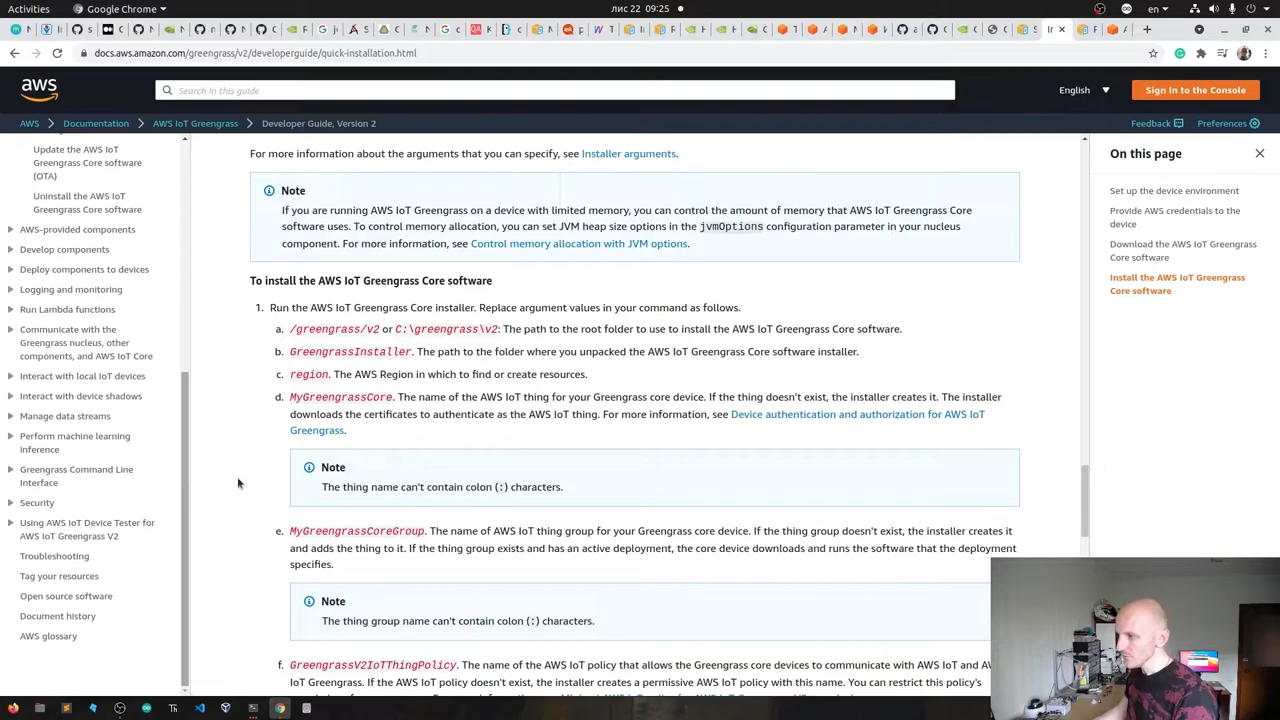 Activities
Google Chrome
лис 22 09:25
en
docs.aws.amazon.com/greengrass/v2/developerguide/quick-installation.html
aws
Search in this guide
English
Sign In to the Console
AWS
Documentation
AWS IoT Greengrass
Developer Guide, Version 2
Feedback
Preferences
Update the AWS IoT
Greengrass Core software
(OTA)
Uninstall the AWS IoT
Greengrass Core software
AWS-provided components
Develop components
Deploy components to devices
Logging and monitoring
Run Lambda functions
Communicate with the
Greengrass nucleus, other
components, and AWS IoT Core
Interact with local IoT devices
Interact with device shadows
Manage data streams
Perform machine learning
inference
Greengrass Command Line
Interface
Security
Using AWS IoT Device Tester for
AWS IoT Greengrass V2
Troubleshooting
Tag your resources
Open source software
Document history
AWS glossary
For more information about the arguments that you can specify, see Installer arguments.
Note
If you are running AWS IoT Greengrass on a device with limited memory, you can control the amount of memory that AWS IoT Greengrass Core
software uses. To control memory allocation, you can set JVM heap size options in the jvmOptions configuration parameter in your nucleus
component. For more information, see Control memory allocation with JVM options.
To install the AWS IoT Greengrass Core software
1. Run the AWS IoT Greengrass Core installer. Replace argument values in your command as follows.
a. /greengrass/v2 or C:\greengrass\v2: The path to the root folder to use to install the AWS IoT Greengrass Core software.
b. GreengrassInstaller. The path to the folder where you unpacked the AWS IoT Greengrass Core software installer.
c. region. The AWS Region in which to find or create resources.
d. MyGreengrassCore. The name of the AWS IoT thing for your Greengrass core device. If the thing doesn't exist, the installer creates it. The installer
downloads the certificates to authenticate as the AWS IoT thing. For more information, see Device authentication and authorization for AWS IoT
Greengrass.
Note
The thing name can't contain colon (:) characters.
e. MyGreengrassCoreGroup. The name of AWS IoT thing group for your Greengrass core device. If the thing group doesn't exist, the installer creates it
and adds the thing to it. If the thing group exists and has an active deployment, the core device downloads and runs the software that the deployment
specifies.
Note
The thing group name can't contain colon (:) characters.
f. GreengrassV2IoTThingPolicy. The name of the AWS IoT policy that allows the Greengrass core devices to communicate with AWS IoT and
IoT Greengrass. If the AWS IoT policy doesn't exist, the installer creates a permissive AWS IoT policy with this name. You can restrict this policy's
On this page
Set up the device environment
Provide AWS credentials to the
device
Download the AWS IoT Greengrass
Core software
Install the AWS IoT Greengrass
Core software